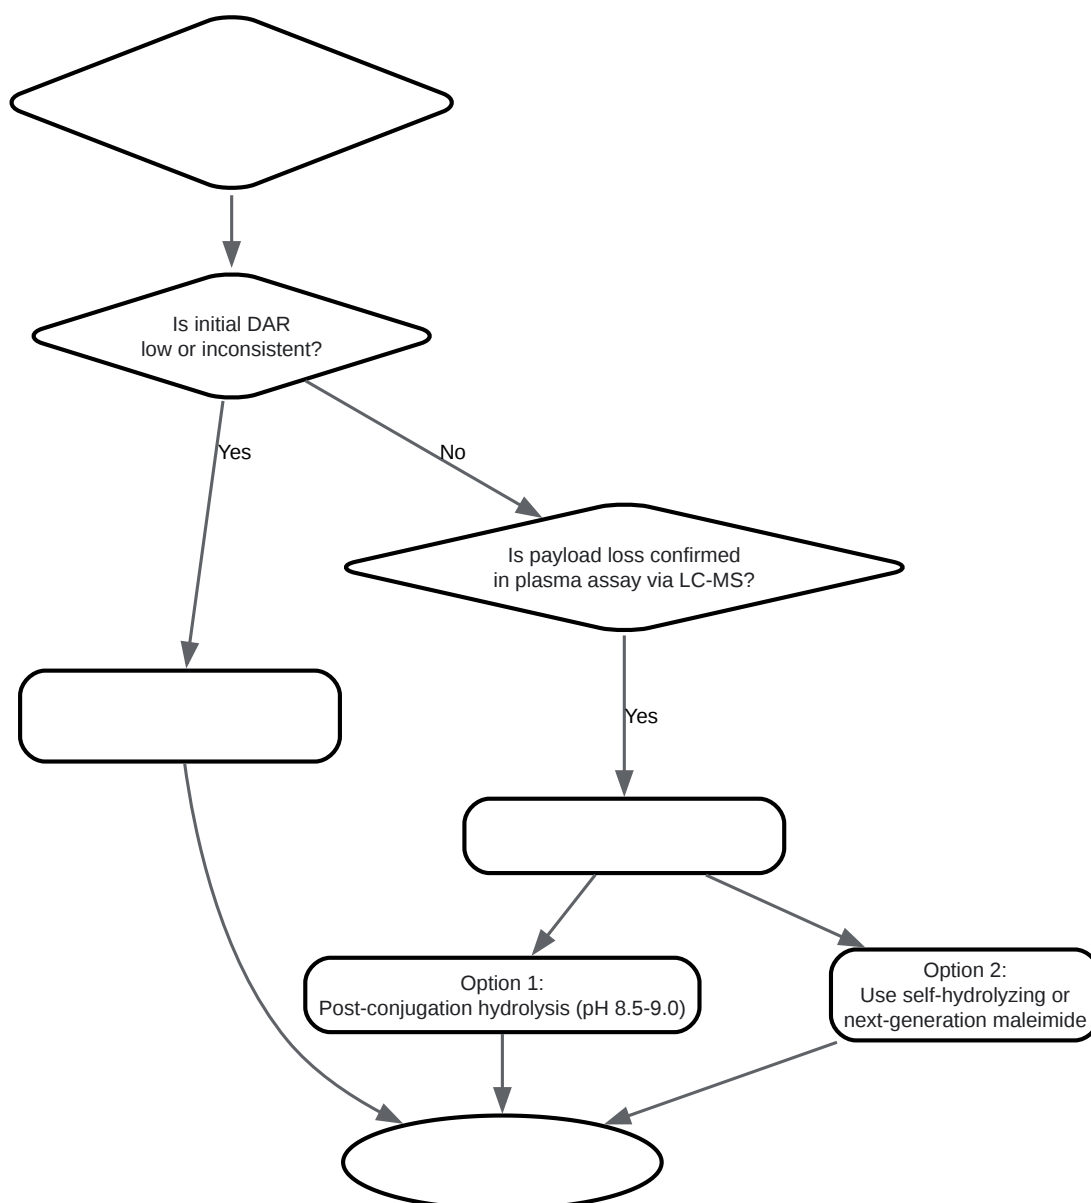 Is initial DAR
low or inconsistent?
Yes
No
Is payload loss confirmed
in plasma assay via LC-MS?
Yes
Option 1:
Post-conjugation hydrolysis (pH 8.5-9.0)
Option 2:
Use self-hydrolyzing or
next-generation maleimide